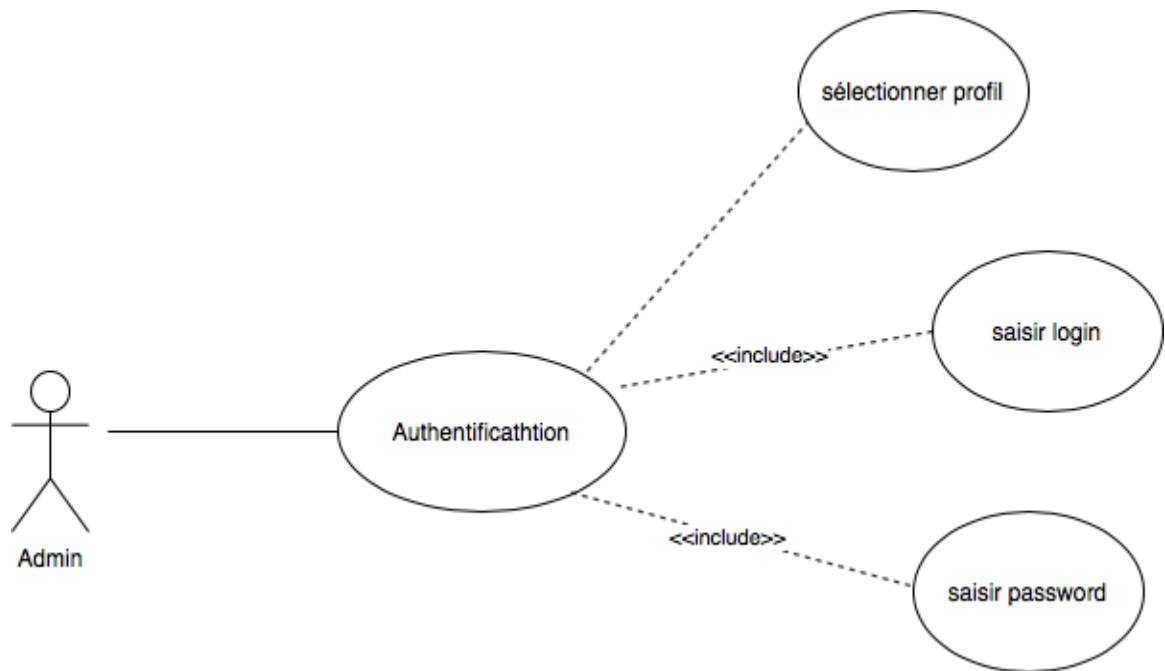 sélectionner profil
saisir login
<<include>>
Authentificathtion
<<include>>
Admin
saisir password